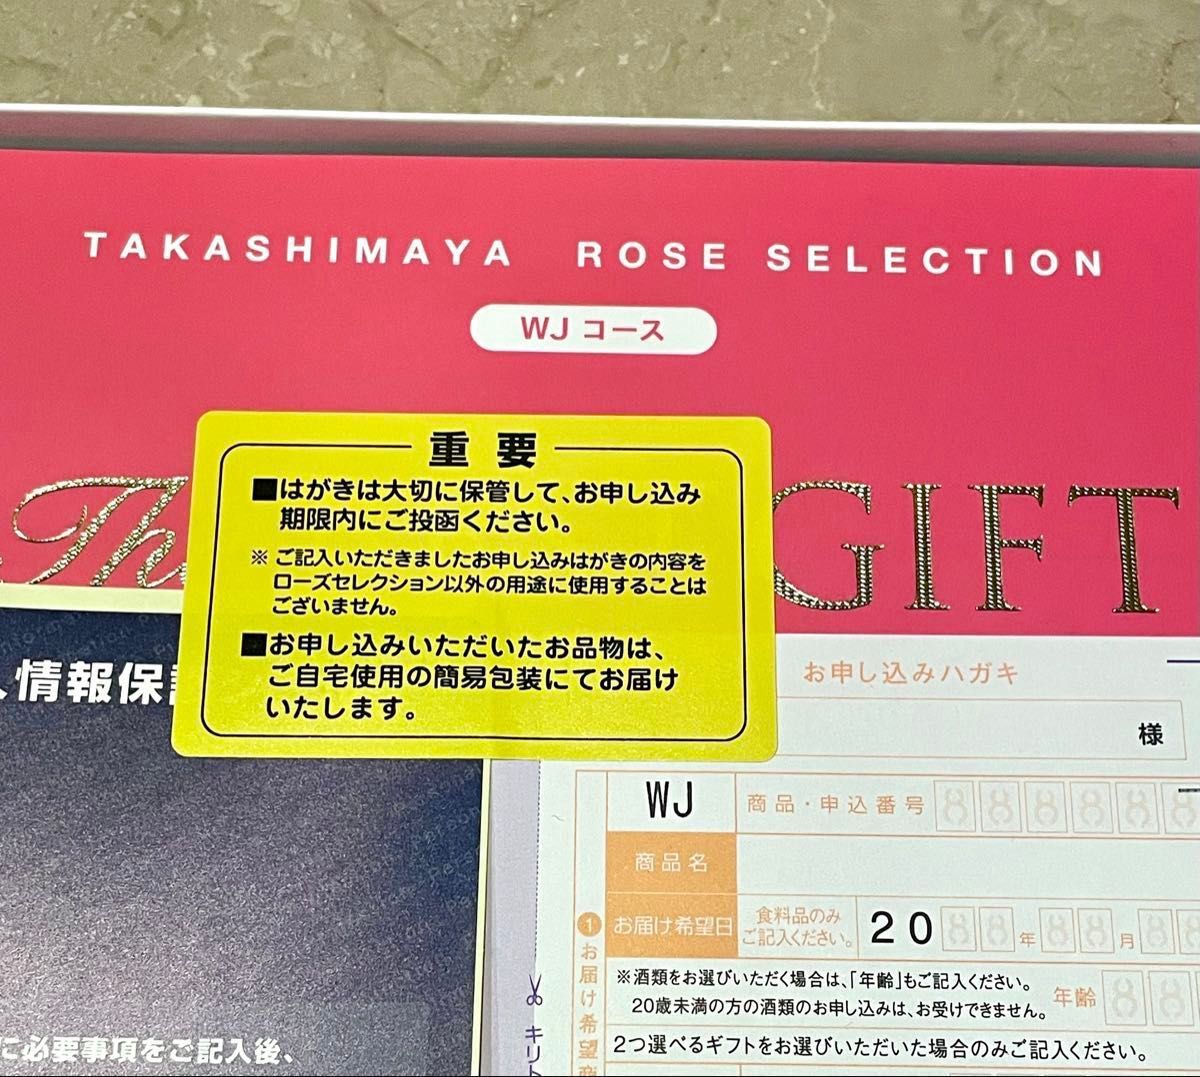 TAKASHIMAYA ROSE SELECTION
WJ コース
重要
■はがきは大切に保管して、お申し込み
期限内にご投函ください。
※ ご記入いただきましたお申し込みはがきの内容を
ローズセレクション以外の用途に使用することは
ございません。
■お申し込みいただいたお品物は、
ご自宅使用の簡易包装にてお届け
いたします。
Th
GIFT
情報保
に必要事項をご記入後、
お申し込みハガキ
様
WJ 商品・申込番号
商品名
お届け希望日 食料品のみ
ご記入ください。 20 年 月
※酒類をお選びいただく場合は、「年齢」もご記入ください。
20歳未満の方の酒類のお申し込みは、お受けできません。
年齢
2つ選べるギフトをお選びいただいた場合のみご記入ください。
1 お届け希望
キリト